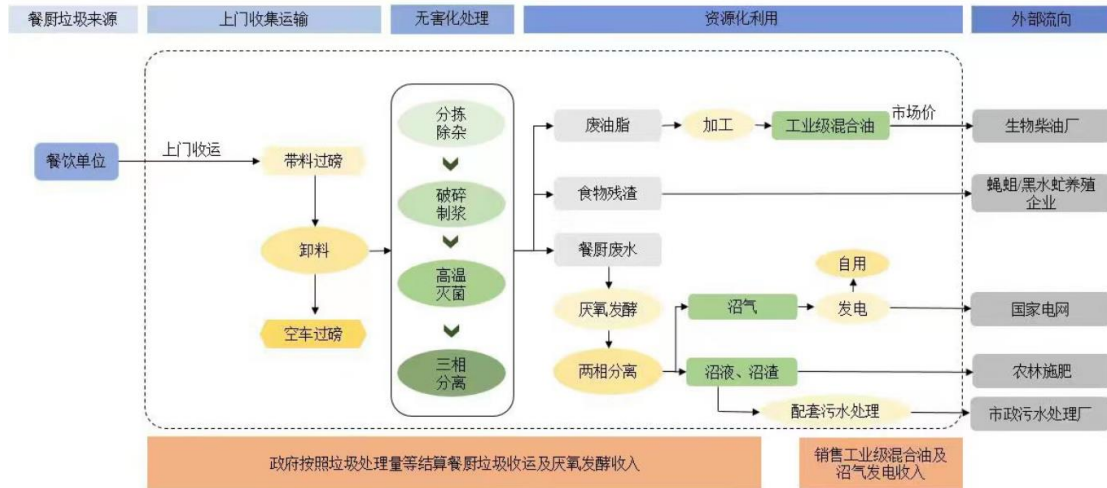 餐厨垃圾来源
上门收集运输
无害化处理
资源化利用
外部流向
餐饮单位
上门收运
带料过磅
卸料
空车过磅
分拣
除杂
破碎
制浆
高温
灭菌
三相
分离
废油脂
加工
工业级混合油
市场价
生物柴油厂
食物残渣
蝇蛆/黑水虻养殖
企业
餐厨废水
厌氧发酵
两相分离
沼气
发电
自用
国家电网
沼液、沼渣
农林施肥
配套污水处理
市政污水处理厂
政府按照垃圾处理量等结算餐厨垃圾收运及厌氧发酵收入
销售工业级混合油及
沼气发电收入